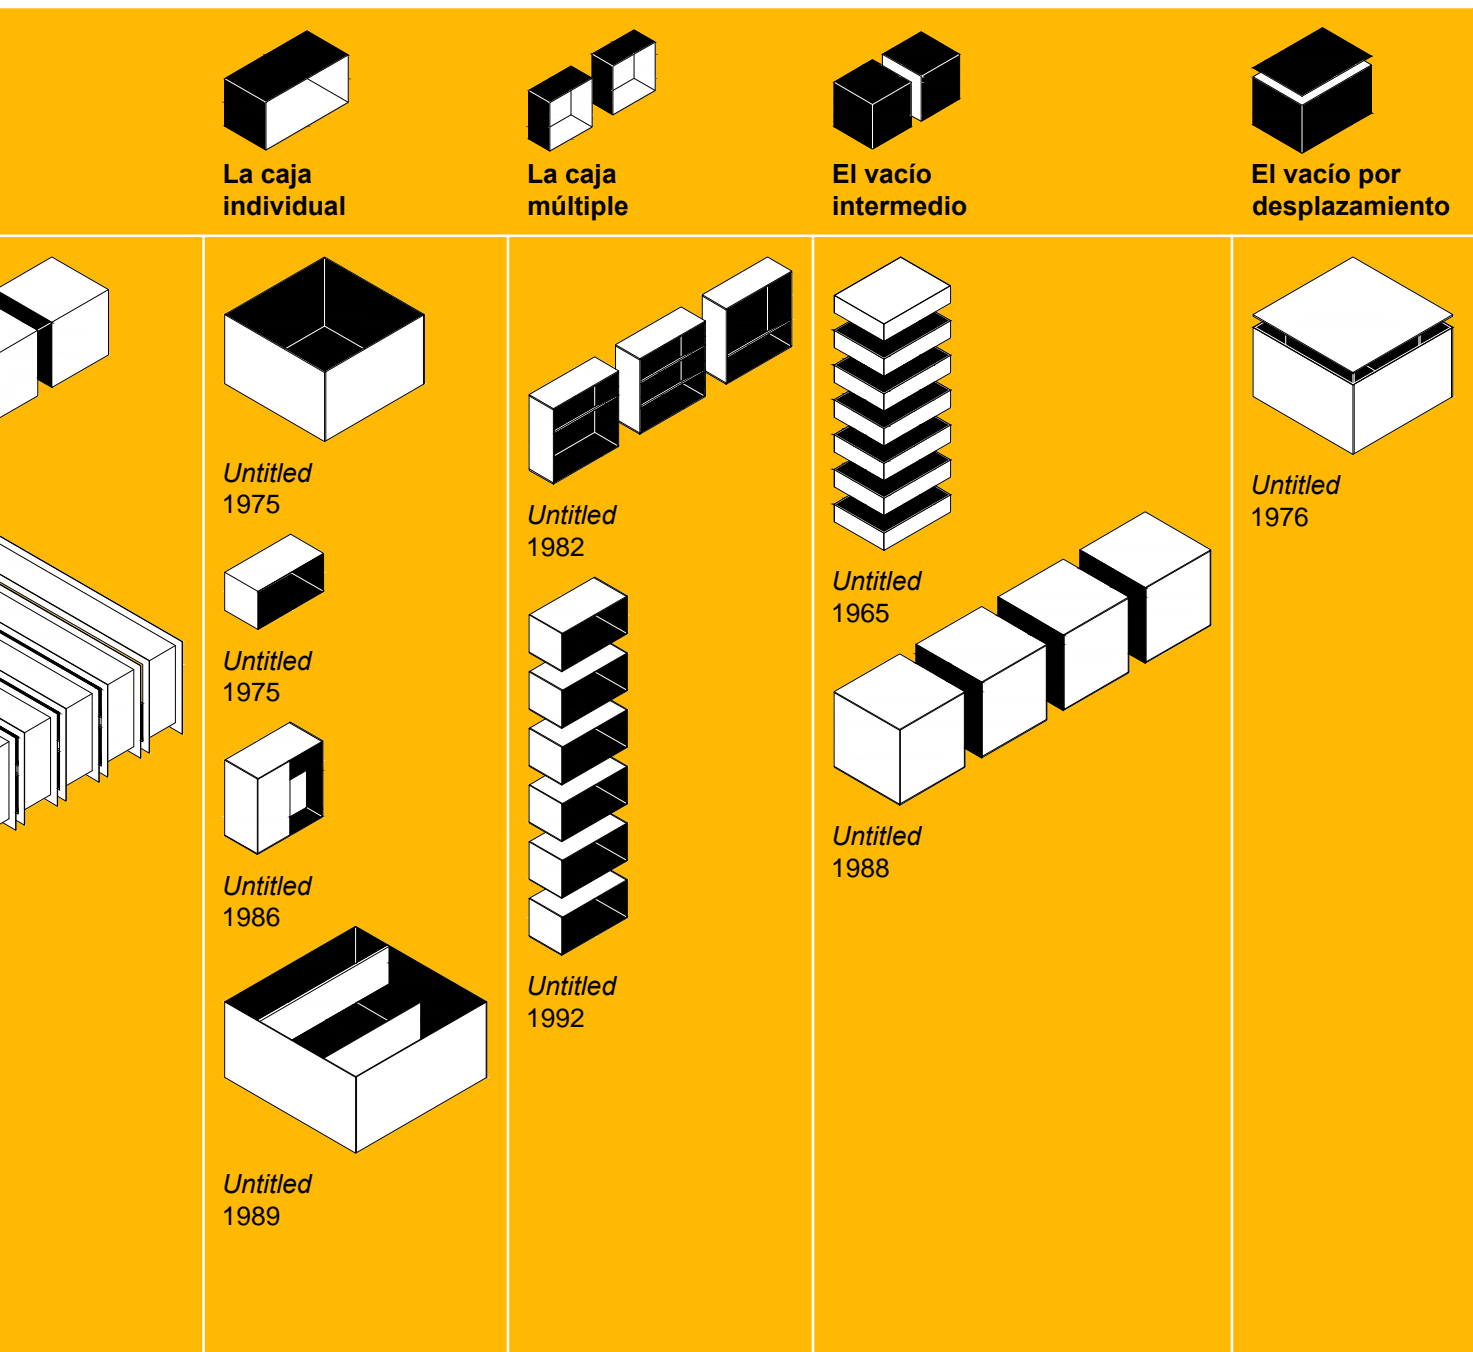 La caja
individual
La caja
múltiple
El vacío
intermedio
El vacío por
desplazamiento
Untitled
1975
Untitled
1975
Untitled
1986
Untitled
1989
Untitled
1982
Untitled
1992
Untitled
1965
Untitled
1988
Untitled
1976